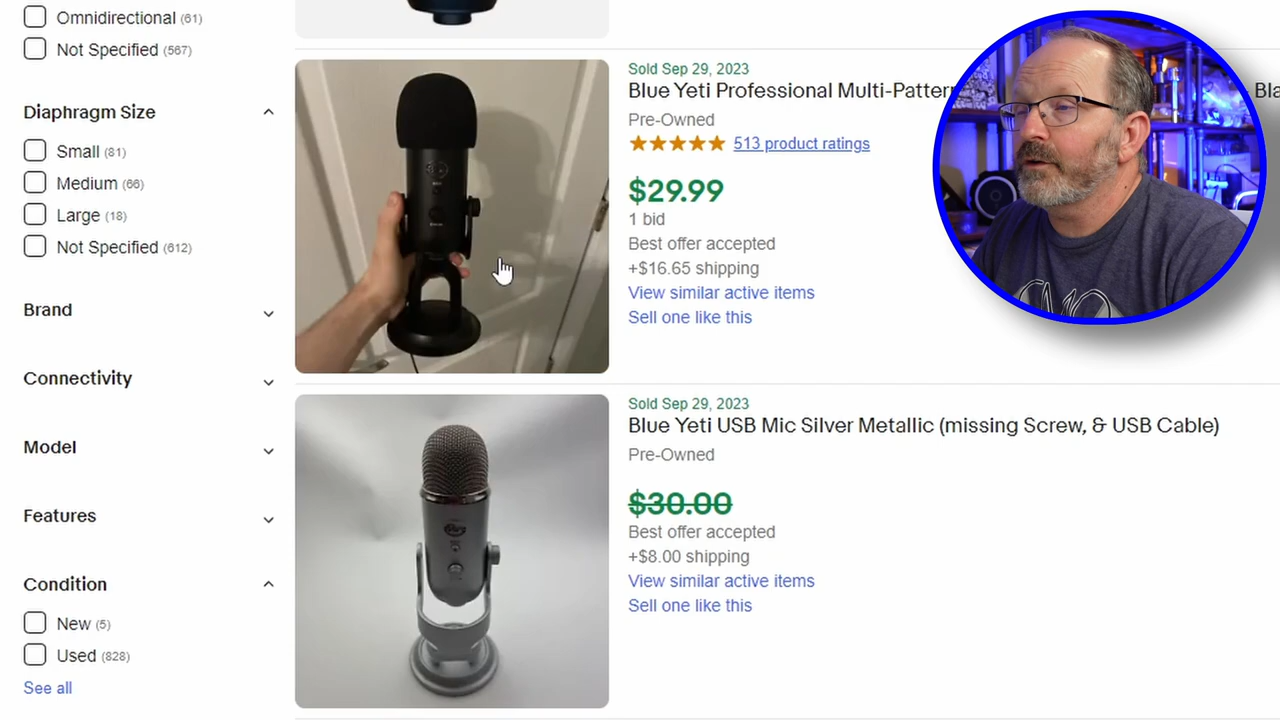 Omnidirectional (61)
Not Specified (567)
Diaphragm Size
Small (81)
Medium (66)
Large (18)
Not Specified (612)
Brand
Connectivity
Model
Features
Condition
New (5)
Used (828)
See all
Sold Sep 29, 2023
Blue Yeti Professional Multi-Pattern
Pre-Owned
513 product ratings
$29.99
1 bid
Best offer accepted
+$16.65 shipping
View similar active items
Sell one like this
Sold Sep 29, 2023
Blue Yeti USB Mic Silver Metallic (missing Screw, & USB Cable)
Pre-Owned
$30.00
Best offer accepted
+$8.00 shipping
View similar active items
Sell one like this